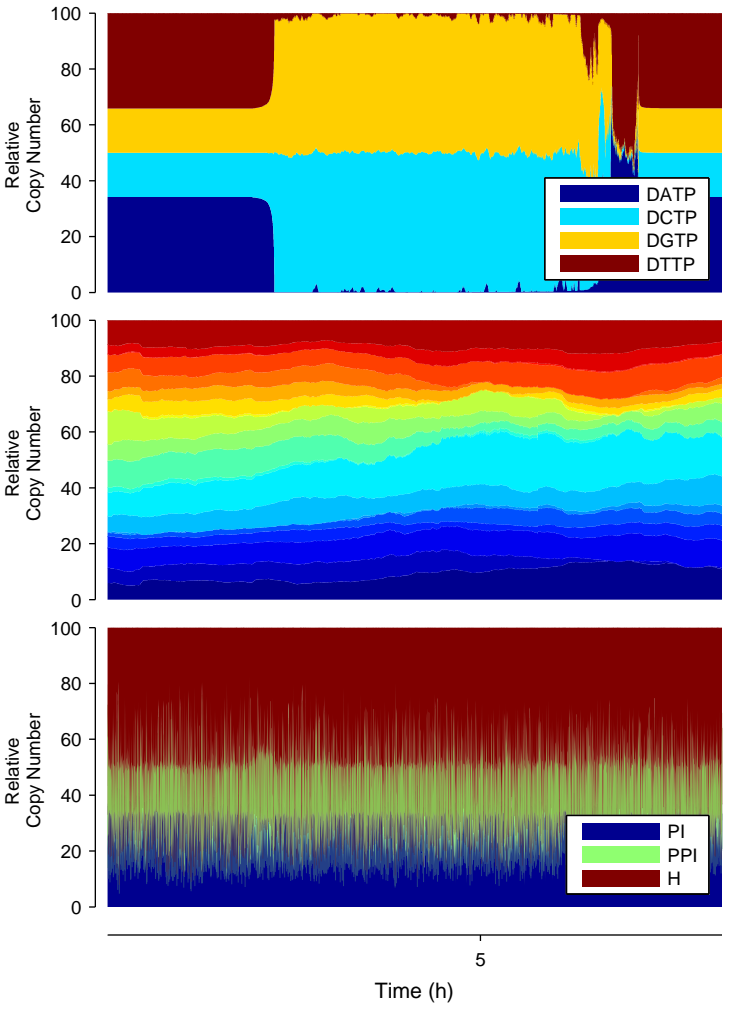 100
80
60
40
20
0
Relative
Copy Number
DATP
DCTP
DGTP
DTTP
100
80
60
40
20
0
Relative
Copy Number
100
80
60
40
20
0
Relative
Copy Number
PI
PPI
H
5
Time (h)